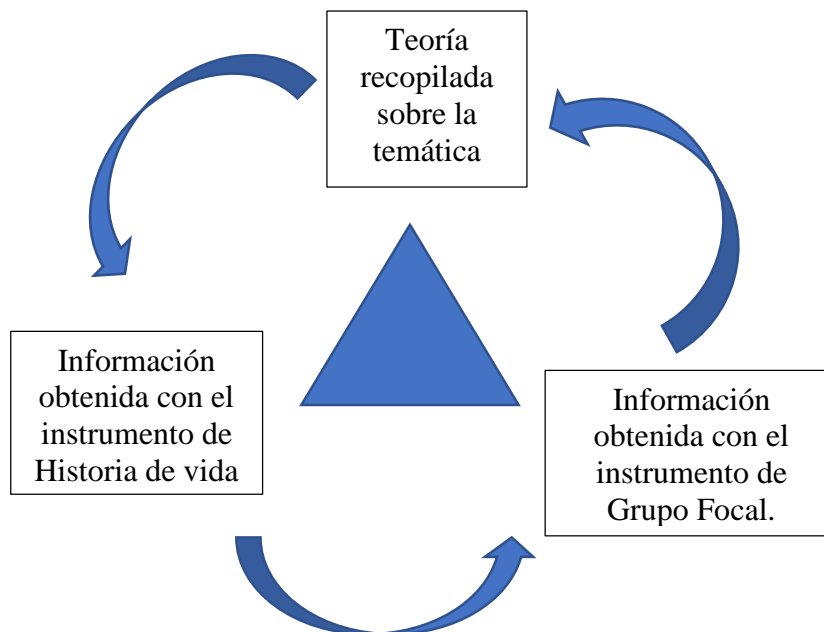 Teoría
recopilada
sobre la
temática
Información
obtenida con el
instrumento de
Historia de vida
Información
obtenida con el
instrumento de
Grupo Focal.